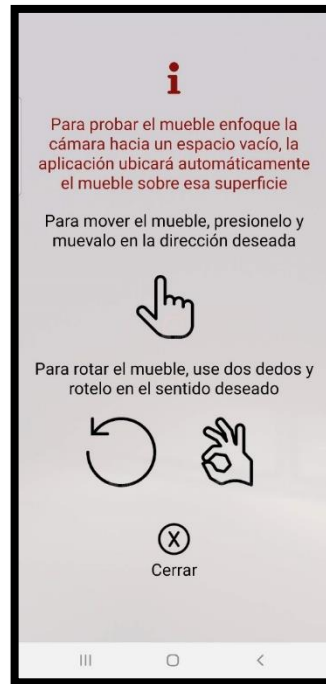 i
Para probar el mueble enfoque la
cámara hacia un espacio vacío, la
aplicación ubicará automáticamente
el mueble sobre esa superficie
Para mover el mueble, presionelo y
muevalo en la dirección deseada
Para rotar el mueble, use dos dedos y
rotelo en el sentido deseado
X
Cerrar